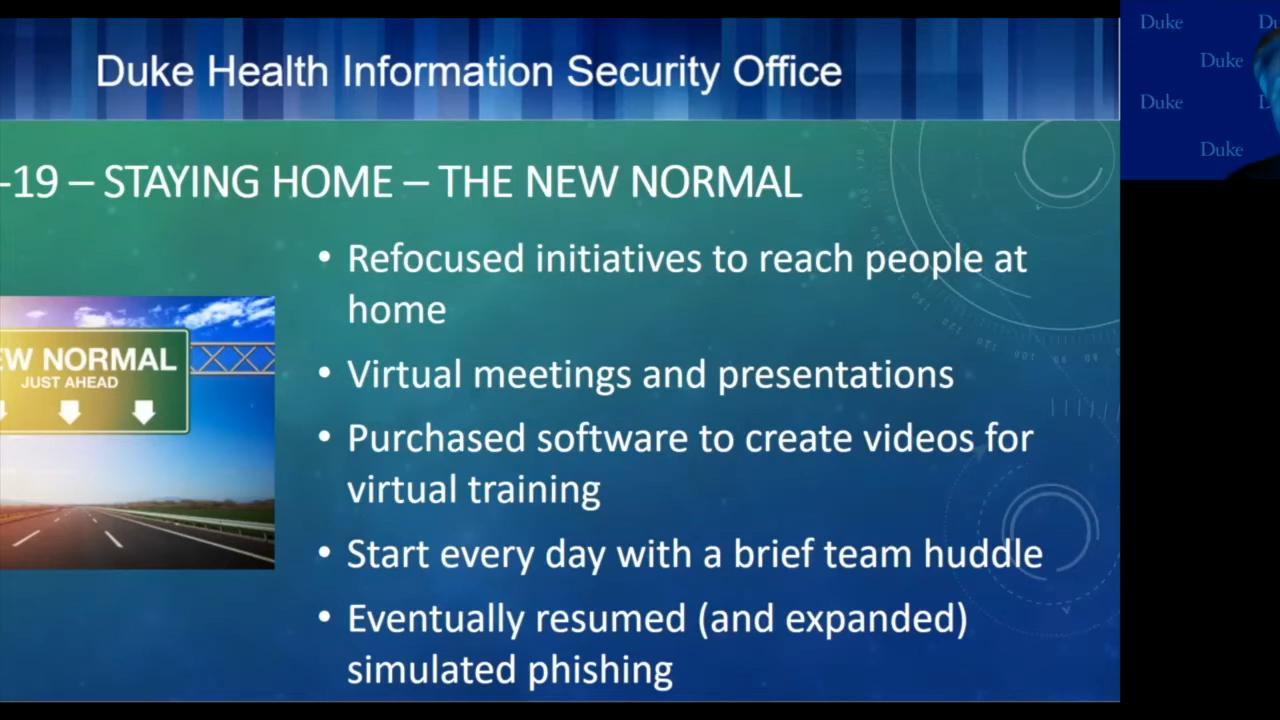 Duke Health Information Security Office
-19 – STAYING HOME – THE NEW NORMAL
• Refocused initiatives to reach people at
home
• Virtual meetings and presentations
• Purchased software to create videos for
virtual training
• Start every day with a brief team huddle
• Eventually resumed (and expanded)
simulated phishing
EW NORMAL
JUST AHEAD
Duke
Du
Duke
Duke
D
Duke